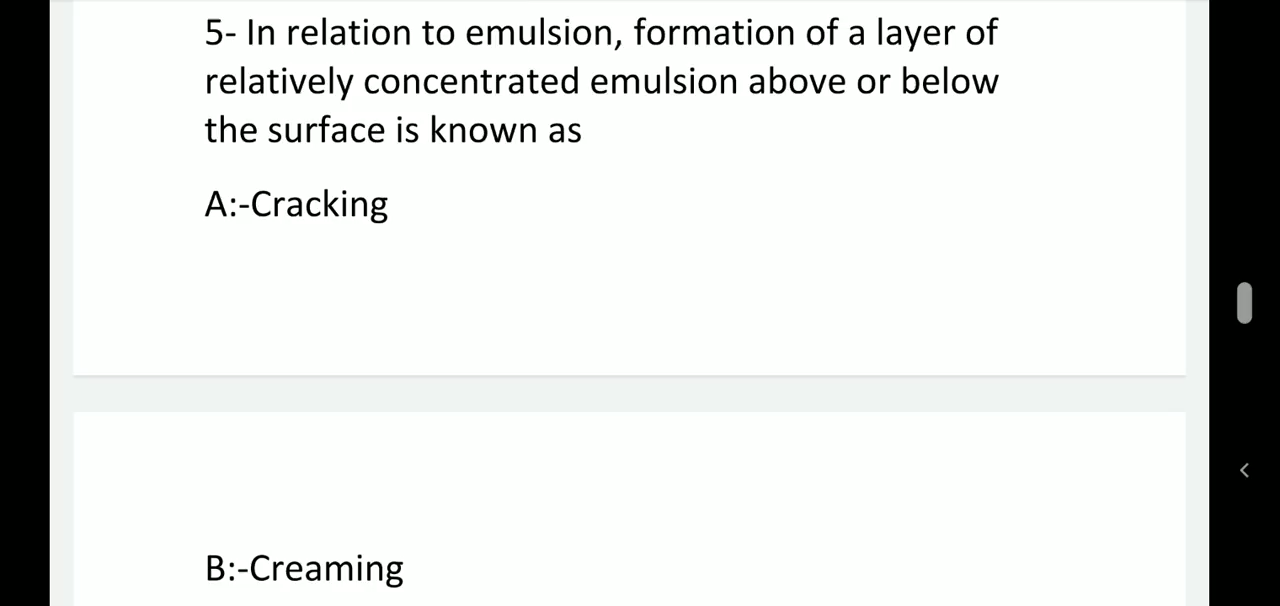 5- In relation to emulsion, formation of a layer of
relatively concentrated emulsion above or below
the surface is known as
A:-Cracking
B:-Creaming